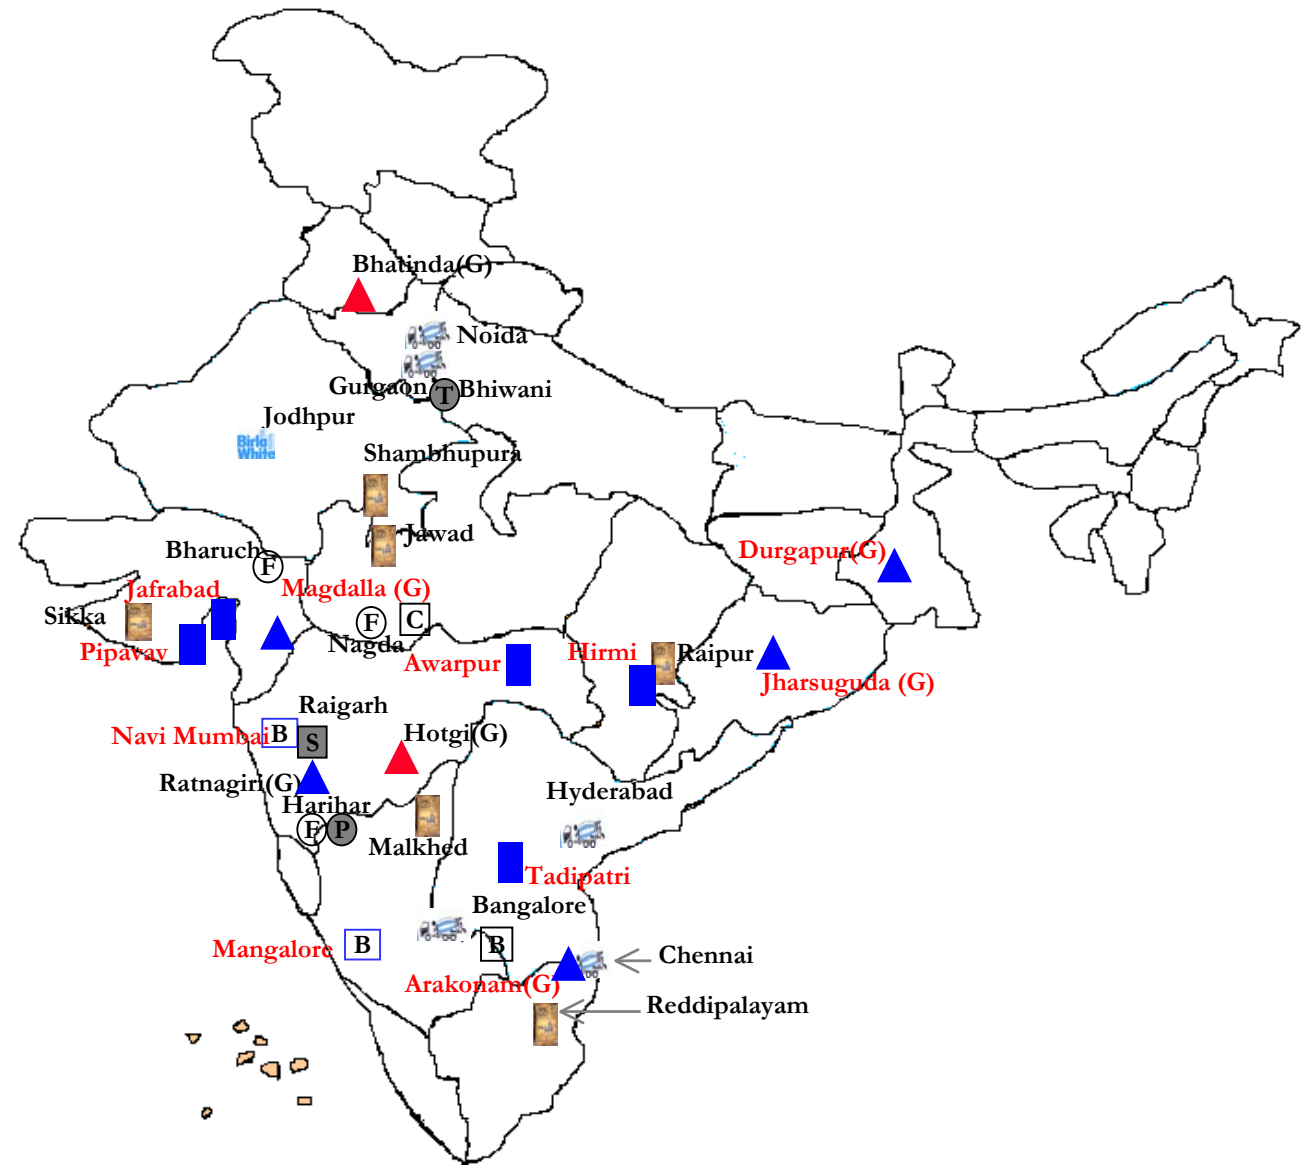 Bhatinda(G)
Noida
Gurgaon
T
Bhiwani
Jodhpur
Birla
White
Shambhupura
Jawad
Bharuch
F
Durgapur(G)
Jafrabad
Magdalla (G)
Sikka
F
C
Nagda
Pipavav
Awarpur
Hirmi
Raipur
Jharsuguda (G)
Raigarh
Navi Mumbai
B
S
Hotgi(G)
Ratnagiri(G)
Harihar
F
P
Hyderabad
Malkhed
Tadipatri
Bangalore
Mangalore
B
B
Chennai
Arakonam(G)
Reddipalayam